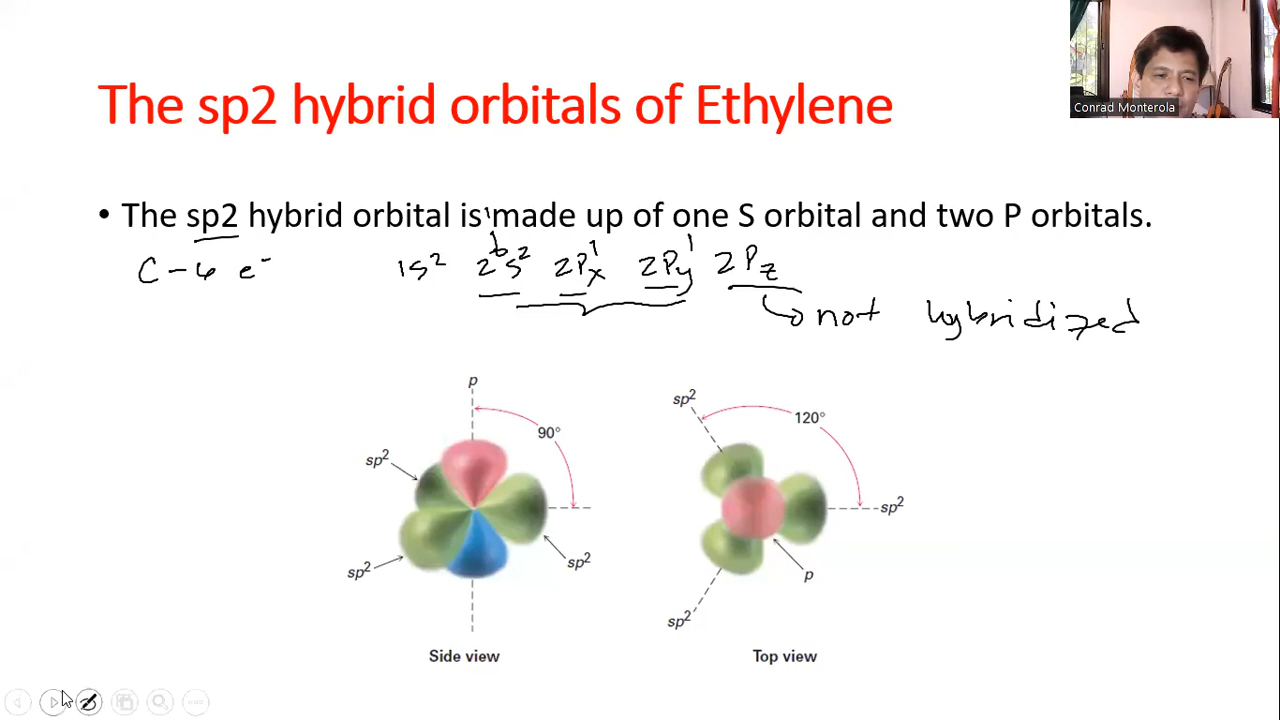 Conrad Monterola
The sp2 hybrid orbitals of Ethylene
• The sp2 hybrid orbital is made up of one S orbital and two P orbitals.
C - 6 e⁻ 1s² 2s² 2Px¹ 2Py¹ 2Pz
not hybridized
p
90°
sp²
sp²
sp²
Side view
sp²
120°
sp²
p
sp²
Top view